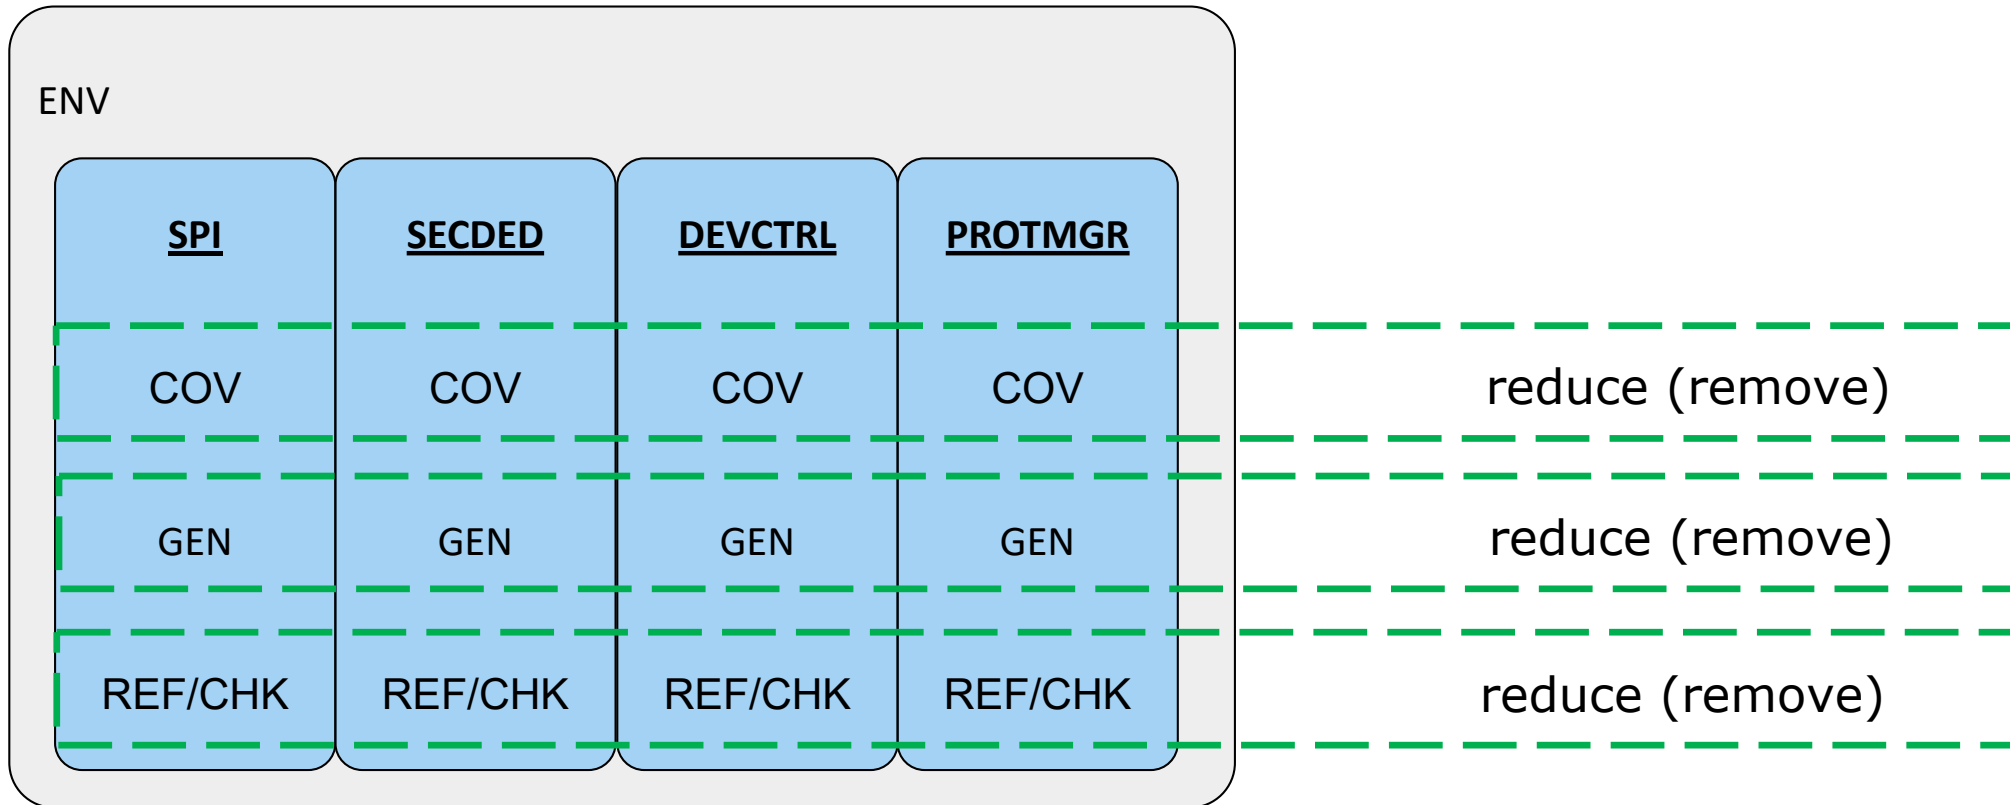 ENV
SPI SECDED DEVCTRL PROTMGR
COV COV COV COV reduce (remove)
GEN GEN GEN GEN reduce (remove)
REF/CHK REF/CHK REF/CHK REF/CHK reduce (remove)